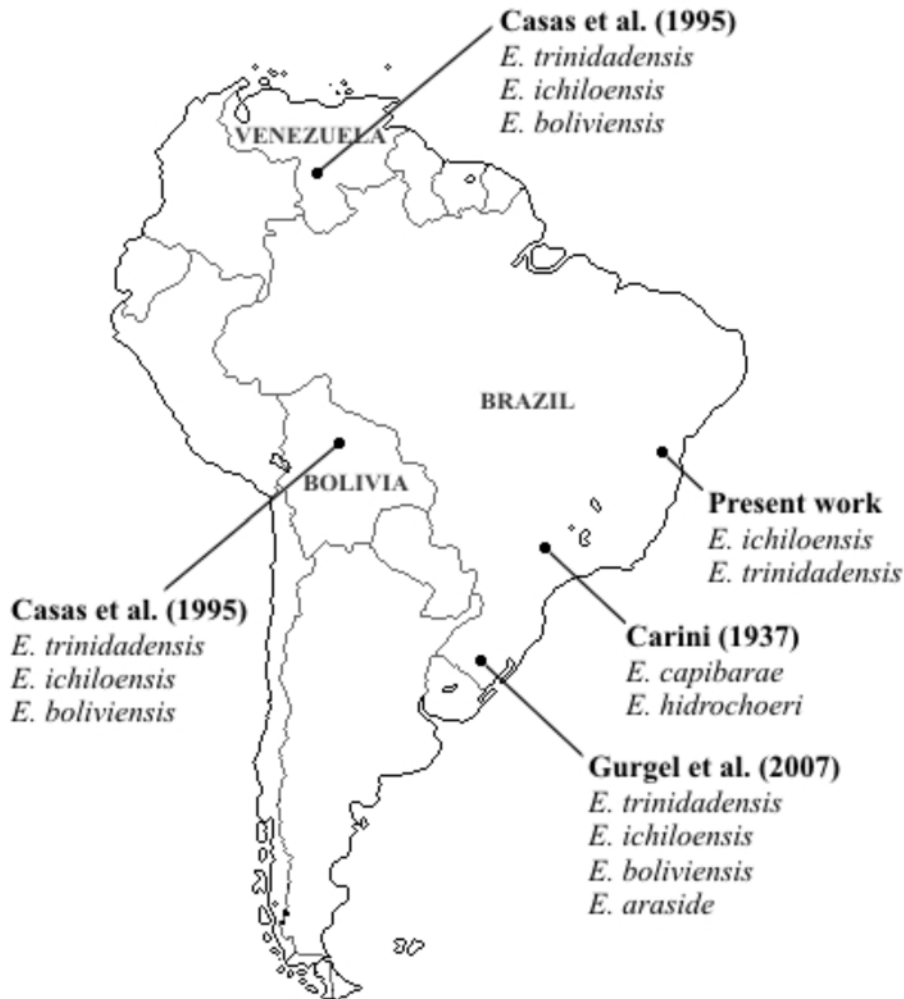 Casas et al. (1995)
E. trinidadensis
E. ichiloensis
E. boliviensis
VENEZUELA
BRAZIL
BOLIVIA
Present work
E. ichiloensis
E. trinidadensis
Casas et al. (1995)
E. trinidadensis
E. ichiloensis
E. boliviensis
Carini (1937)
E. capibarae
E. hidrochoeri
Gurgel et al. (2007)
E. trinidadensis
E. ichiloensis
E. boliviensis
E. araside